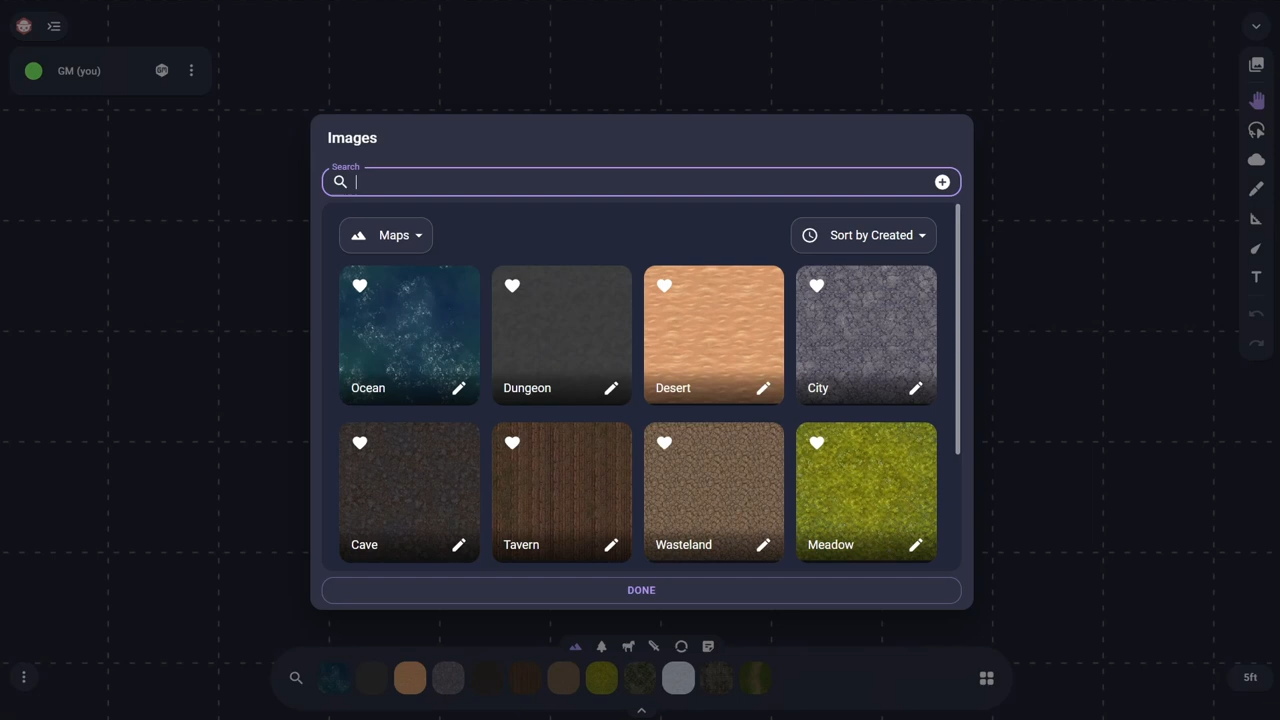 GM (you)
Images
Search
Maps
Sort by Created
Ocean
Dungeon
Desert
City
Cave
Tavern
Wasteland
Meadow
DONE
T
5ft